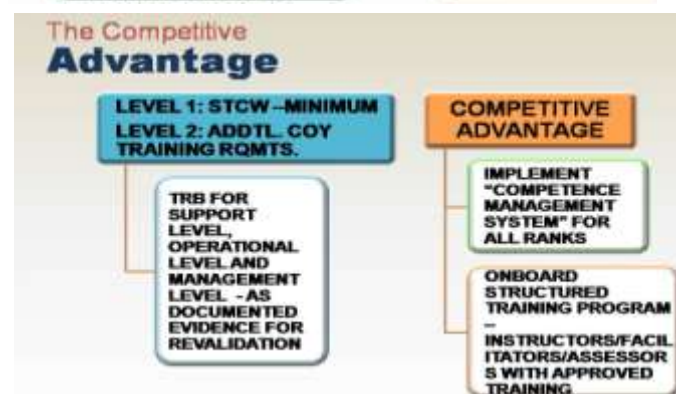 The Competitive
Advantage
LEVEL 1: STCW –MINIMUM
LEVEL 2: ADDTL. COY
TRAINING RQMTS.
TRB FOR
SUPPORT
LEVEL,
OPERATIONAL
LEVEL AND
MANAGEMENT
LEVEL - AS
DOCUMENTED
EVIDENCE FOR
REVALIDATION
COMPETITIVE
ADVANTAGE
IMPLEMENT
"COMPETENCE
MANAGEMENT
SYSTEM" FOR
ALL RANKS
ONBOARD
STRUCTURED
TRAINING PROGRAM
–
INSTRUCTORS/FACIL
ITATORS/ASSESSOR
S WITH APPROVED
TRAINING